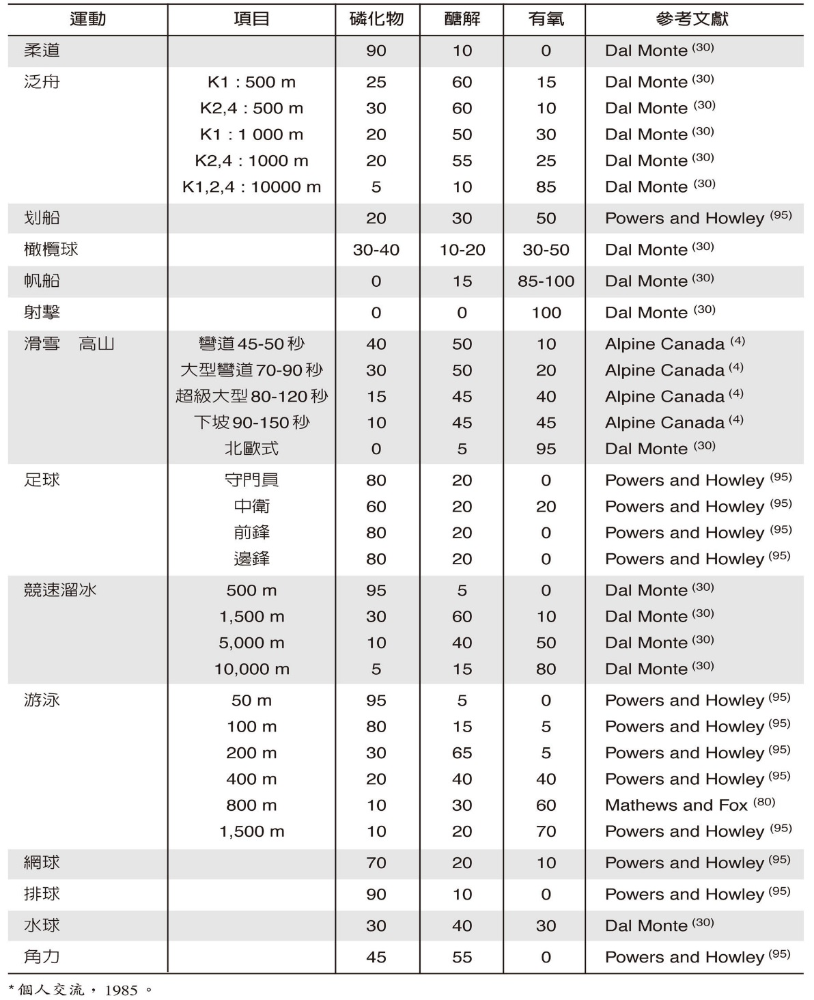 運動 項目 磷化物 醣解 有氧 參考文獻
柔道 90 10 0 Dal Monte (30)
泛舟 K1 : 500 m 25 60 15 Dal Monte (30)
K2,4 : 500 m 30 60 10 Dal Monte (30)
K1 : 1 000 m 20 50 30 Dal Monte (30)
K2,4 : 1000 m 20 55 25 Dal Monte (30)
K1,2,4 : 10000 m 5 10 85 Dal Monte (30)
划船 20 30 50 Powers and Howley (95)
橄欖球 30-40 10-20 30-50 Dal Monte (30)
帆船 0 15 85-100 Dal Monte (30)
射擊 0 0 100 Dal Monte (30)
滑雪　高山 彎道45-50秒 40 50 10 Alpine Canada (4)
大型彎道70-90秒 30 50 20 Alpine Canada (4)
超級大型80-120秒 15 45 40 Alpine Canada (4)
下坡90-150秒 10 45 45 Alpine Canada (4)
北歐式 0 5 95 Dal Monte (30)
足球 守門員 80 20 0 Powers and Howley (95)
中衛 60 20 20 Powers and Howley (95)
前鋒 80 20 0 Powers and Howley (95)
邊鋒 80 20 0 Powers and Howley (95)
競速溜冰 500 m 95 5 0 Dal Monte (30)
1,500 m 30 60 10 Dal Monte (30)
5,000 m 10 40 50 Dal Monte (30)
10,000 m 5 15 80 Dal Monte (30)
游泳 50 m 95 5 0 Powers and Howley (95)
100 m 80 15 5 Powers and Howley (95)
200 m 30 65 5 Powers and Howley (95)
400 m 20 40 40 Powers and Howley (95)
800 m 10 30 60 Mathews and Fox (80)
1,500 m 10 20 70 Powers and Howley (95)
網球 70 20 10 Powers and Howley (95)
排球 90 10 0 Powers and Howley (95)
水球 30 40 30 Dal Monte (30)
角力 45 55 0 Powers and Howley (95)
*個人交流，1985。